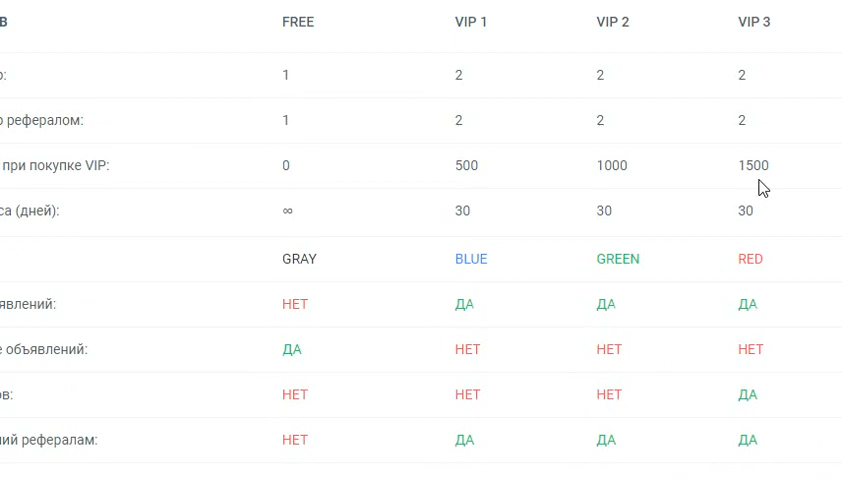 В FREE VIP 1 VIP 2 VIP 3
о: 1 2 2 2
о рефералом: 1 2 2 2
при покупке VIP: 0 500 1000 1500
са (дней): ∞ 30 30 30
GRAY BLUE GREEN RED
явлений: НЕТ ДА ДА ДА
е объявлений: ДА НЕТ НЕТ НЕТ
ов: НЕТ НЕТ НЕТ ДА
ий рефералам: НЕТ ДА ДА ДА